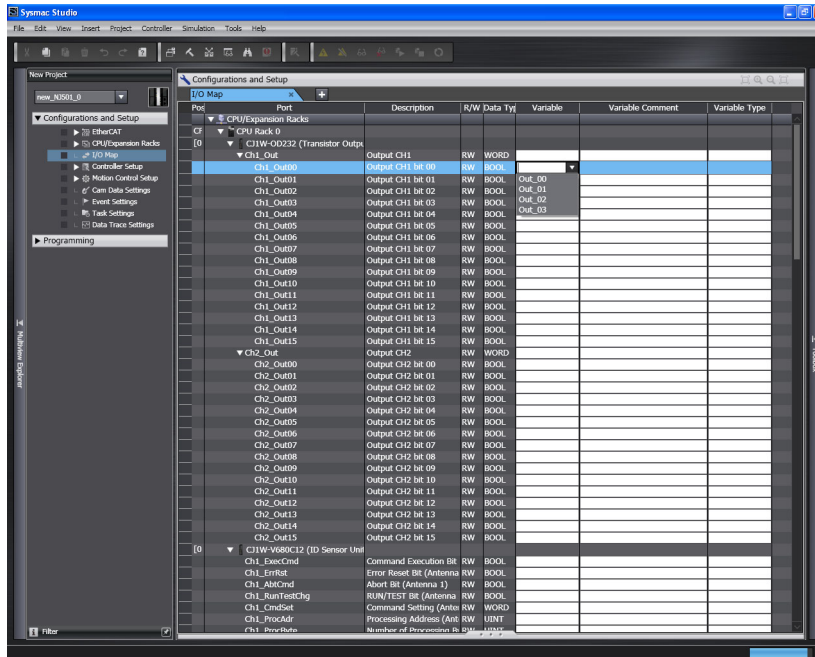 Sysmac Studio
File Edit View Insert Project Controller Simulation Tools Help
New Project
new_NJ501_0
Configurations and Setup
EtherCAT
CPU/Expansion Racks
I/O Map
Controller Setup
Motion Control Setup
Cam Data Settings
Event Settings
Task Settings
Data Trace Settings
Programming
Multiview Explorer
Filter
Configurations and Setup
I/O Map × +
Port Description R/W Data Variable Variable Comment Variable Type
CPU/Expansion Racks
CPU Rack 0
[0 CJ1W-OD232 (Transistor Outpu
Ch1_Out Output CH1 RW WORD
Ch1_Out00 Output CH1 bit 00 RW BOOL
Ch1_Out01 Output CH1 bit 01 RW BOOL Out_00
Ch1_Out02 Output CH1 bit 02 RW BOOL Out_01
Ch1_Out03 Output CH1 bit 03 RW BOOL Out_02
Ch1_Out04 Output CH1 bit 04 RW BOOL Out_03
Ch1_Out05 Output CH1 bit 05 RW BOOL
Ch1_Out06 Output CH1 bit 06 RW BOOL
Ch1_Out07 Output CH1 bit 07 RW BOOL
Ch1_Out08 Output CH1 bit 08 RW BOOL
Ch1_Out09 Output CH1 bit 09 RW BOOL
Ch1_Out10 Output CH1 bit 10 RW BOOL
Ch1_Out11 Output CH1 bit 11 RW BOOL
Ch1_Out12 Output CH1 bit 12 RW BOOL
Ch1_Out13 Output CH1 bit 13 RW BOOL
Ch1_Out14 Output CH1 bit 14 RW BOOL
Ch1_Out15 Output CH1 bit 15 RW BOOL
Ch2_Out Output CH2 RW WORD
Ch2_Out00 Output CH2 bit 00 RW BOOL
Ch2_Out01 Output CH2 bit 01 RW BOOL
Ch2_Out02 Output CH2 bit 02 RW BOOL
Ch2_Out03 Output CH2 bit 03 RW BOOL
Ch2_Out04 Output CH2 bit 04 RW BOOL
Ch2_Out05 Output CH2 bit 05 RW BOOL
Ch2_Out06 Output CH2 bit 06 RW BOOL
Ch2_Out07 Output CH2 bit 07 RW BOOL
Ch2_Out08 Output CH2 bit 08 RW BOOL
Ch2_Out09 Output CH2 bit 09 RW BOOL
Ch2_Out10 Output CH2 bit 10 RW BOOL
Ch2_Out11 Output CH2 bit 11 RW BOOL
Ch2_Out12 Output CH2 bit 12 RW BOOL
Ch2_Out13 Output CH2 bit 13 RW BOOL
Ch2_Out14 Output CH2 bit 14 RW BOOL
Ch2_Out15 Output CH2 bit 15 RW BOOL
[0 CJ1W-V680C12 (ID Sensor Unit
Ch1_ExecCmd Command Execution Bit RW BOOL
Ch1_ErrRst Error Reset Bit (Antenna RW BOOL
Ch1_AbtCmd Abort Bit (Antenna 1) RW BOOL
Ch1_RunTestChg RUN/TEST Bit (Antenna RW BOOL
Ch1_CmdSet Command Setting (Anter RW WORD
Ch1_ProcAdr Processing Address (Ant RW UINT
Ch1_ProcByte Number of Processing B RW UINT